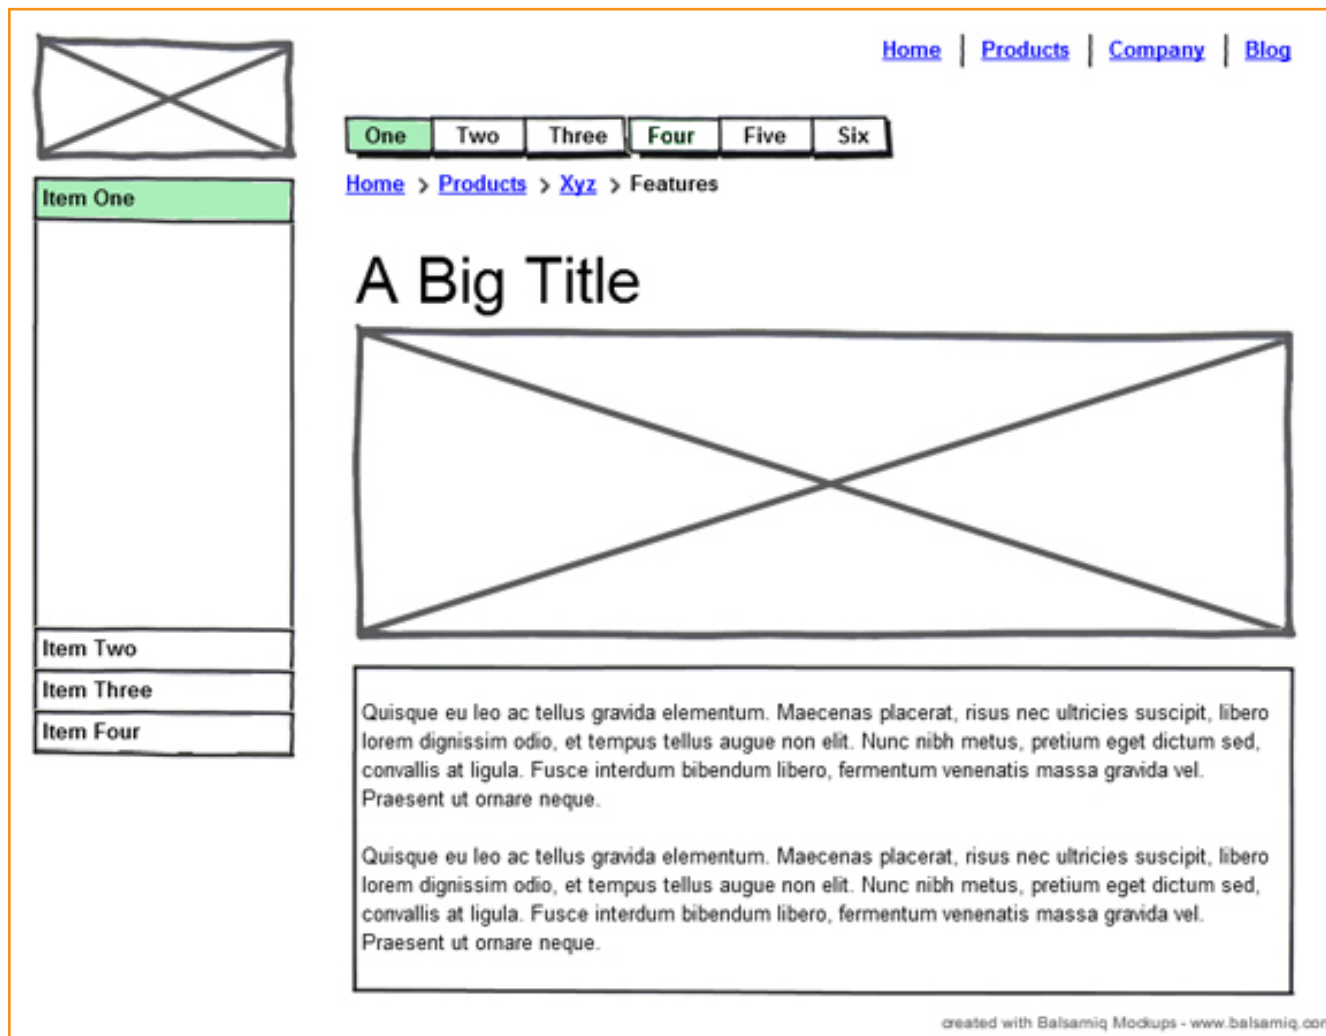 Home | Products | Company | Blog
One Two Three Four Five Six
Home > Products > Xyz > Features
Item One
Item Two
Item Three
Item Four
A Big Title
Quisque eu leo ac tellus gravida elementum. Maecenas placerat, risus nec ultricies suscipit, libero
lorem dignissim odio, et tempus tellus augue non elit. Nunc nibh metus, pretium eget dictum sed,
convallis at ligula. Fusce interdum bibendum libero, fermentum venenatis massa gravida vel.
Praesent ut ornare neque.
Quisque eu leo ac tellus gravida elementum. Maecenas placerat, risus nec ultricies suscipit, libero
lorem dignissim odio, et tempus tellus augue non elit. Nunc nibh metus, pretium eget dictum sed,
convallis at ligula. Fusce interdum bibendum libero, fermentum venenatis massa gravida vel.
Praesent ut ornare neque.
created with Balsamiq Mockups - www.balsamiq.com